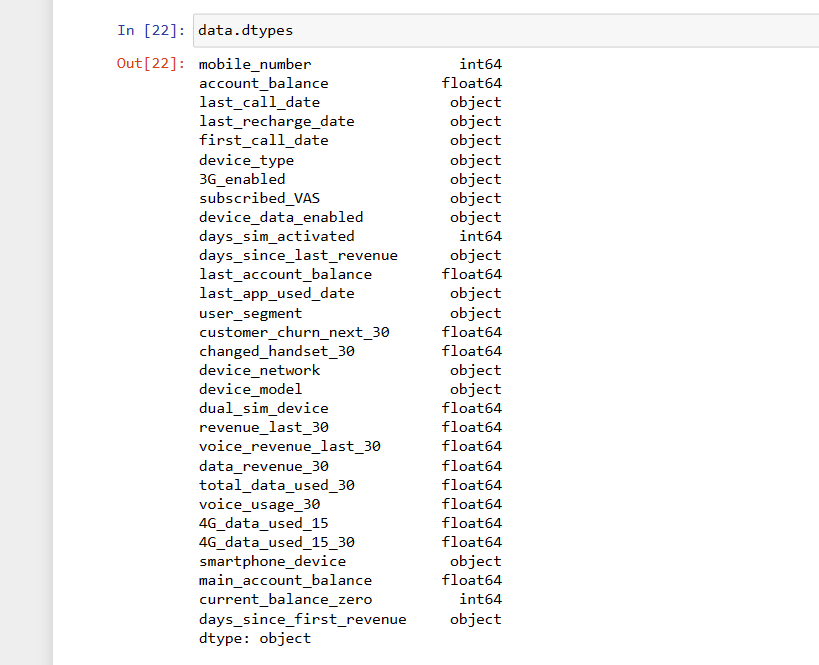 In [22]: data.dtypes
Out[22]: mobile_number int64
account_balance float64
last_call_date object
last_recharge_date object
first_call_date object
device_type object
3G_enabled object
subscribed_VAS object
device_data_enabled object
days_sim_activated int64
days_since_last_revenue object
last_account_balance float64
last_app_used_date object
user_segment object
customer_churn_next_30 float64
changed_handset_30 float64
device_network object
device_model object
dual_sim_device float64
revenue_last_30 float64
voice_revenue_last_30 float64
data_revenue_30 float64
total_data_used_30 float64
voice_usage_30 float64
4G_data_used_15 float64
4G_data_used_15_30 float64
smartphone_device object
main_account_balance float64
current_balance_zero int64
days_since_first_revenue object
dtype: object